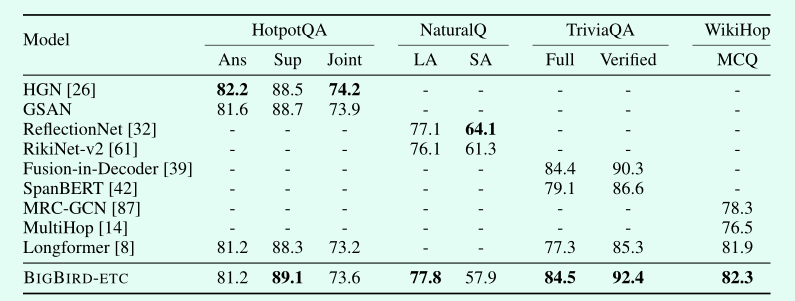 Model HotpotQA NaturalQ TriviaQA WikiHop
Ans Sup Joint LA SA Full Verified MCQ
HGN [26] 82.2 88.5 74.2 - - - - -
GSAN 81.6 88.7 73.9 - - - - -
ReflectionNet [32] - - - 77.1 64.1 - - -
RikiNet-v2 [61] - - - 76.1 61.3 - - -
Fusion-in-Decoder [39] - - - - - 84.4 90.3 -
SpanBERT [42] - - - - - 79.1 86.6 -
MRC-GCN [87] - - - - - - - 78.3
MultiHop [14] - - - - - - - 76.5
Longformer [8] 81.2 88.3 73.2 - - 77.3 85.3 81.9
BIGBIRD-ETC 81.2 89.1 73.6 77.8 57.9 84.5 92.4 82.3